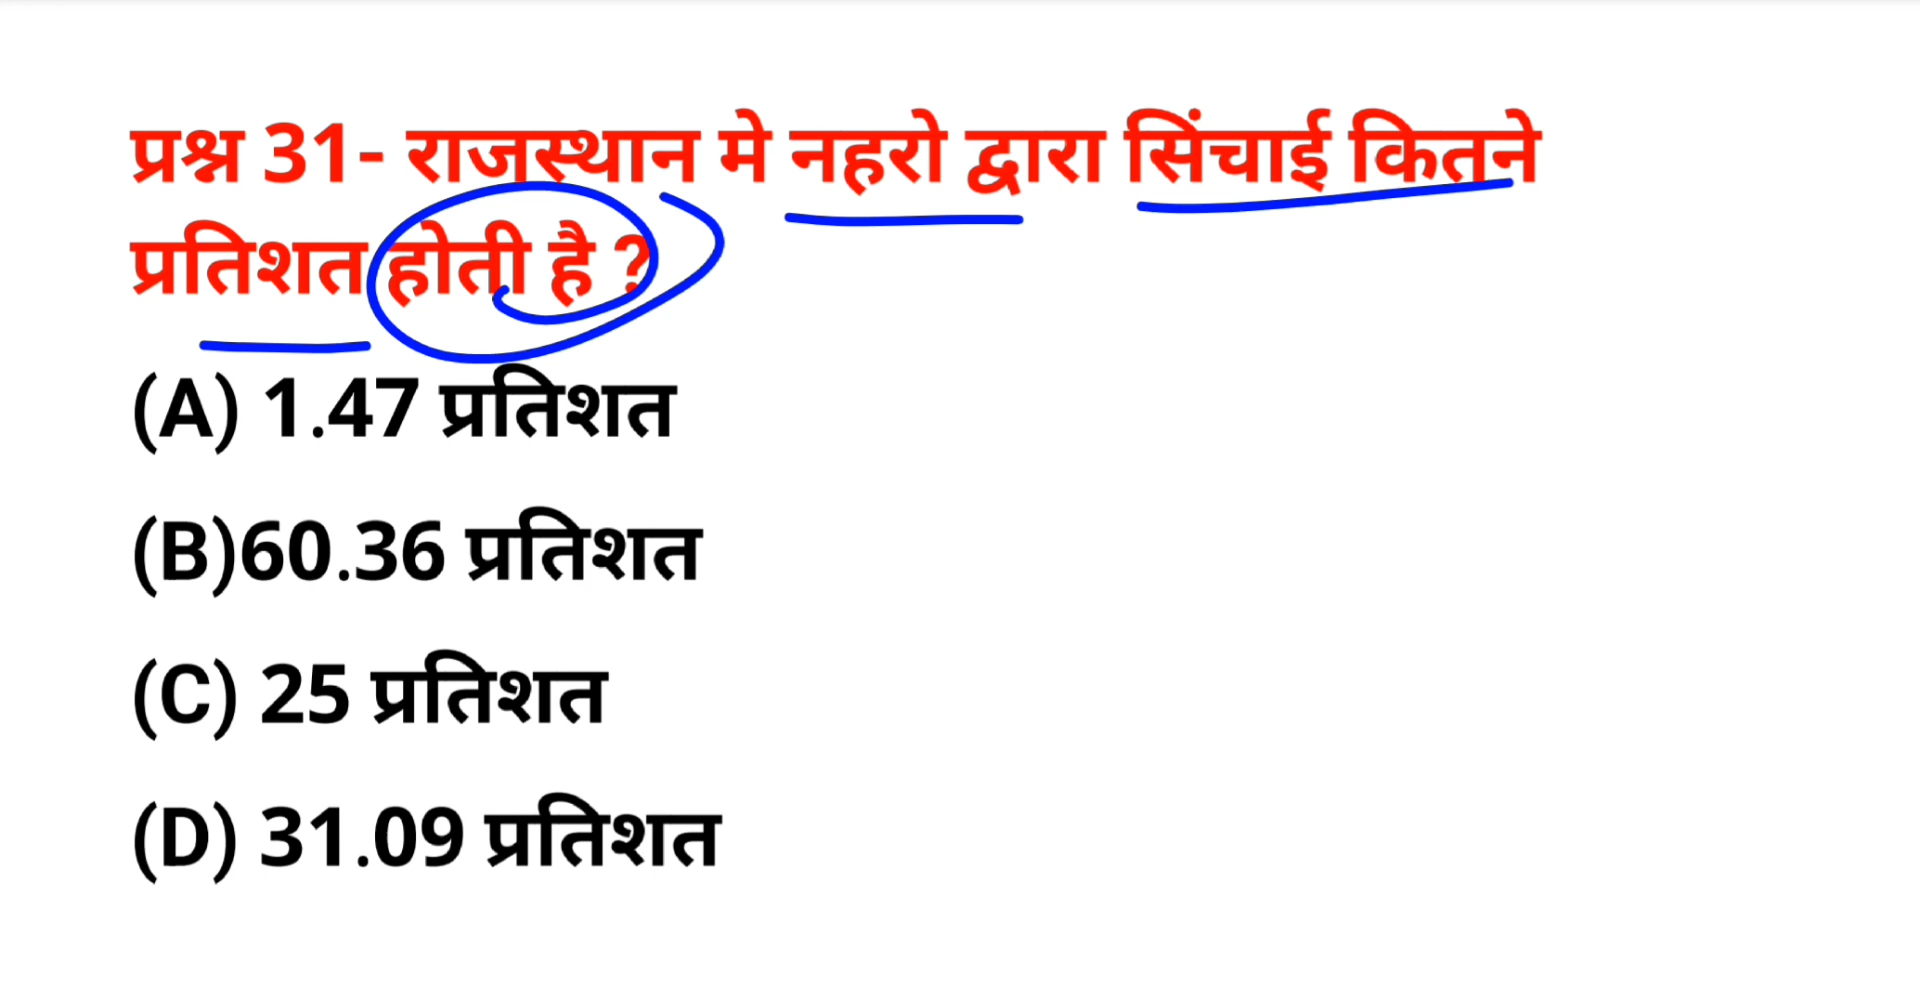 प्रश्न 31- राजस्थान मे नहरो द्वारा सिंचाई कितने
प्रतिशत होती है ?
(A) 1.47 प्रतिशत
(B)60.36 प्रतिशत
(C) 25 प्रतिशत
(D) 31.09 प्रतिशत